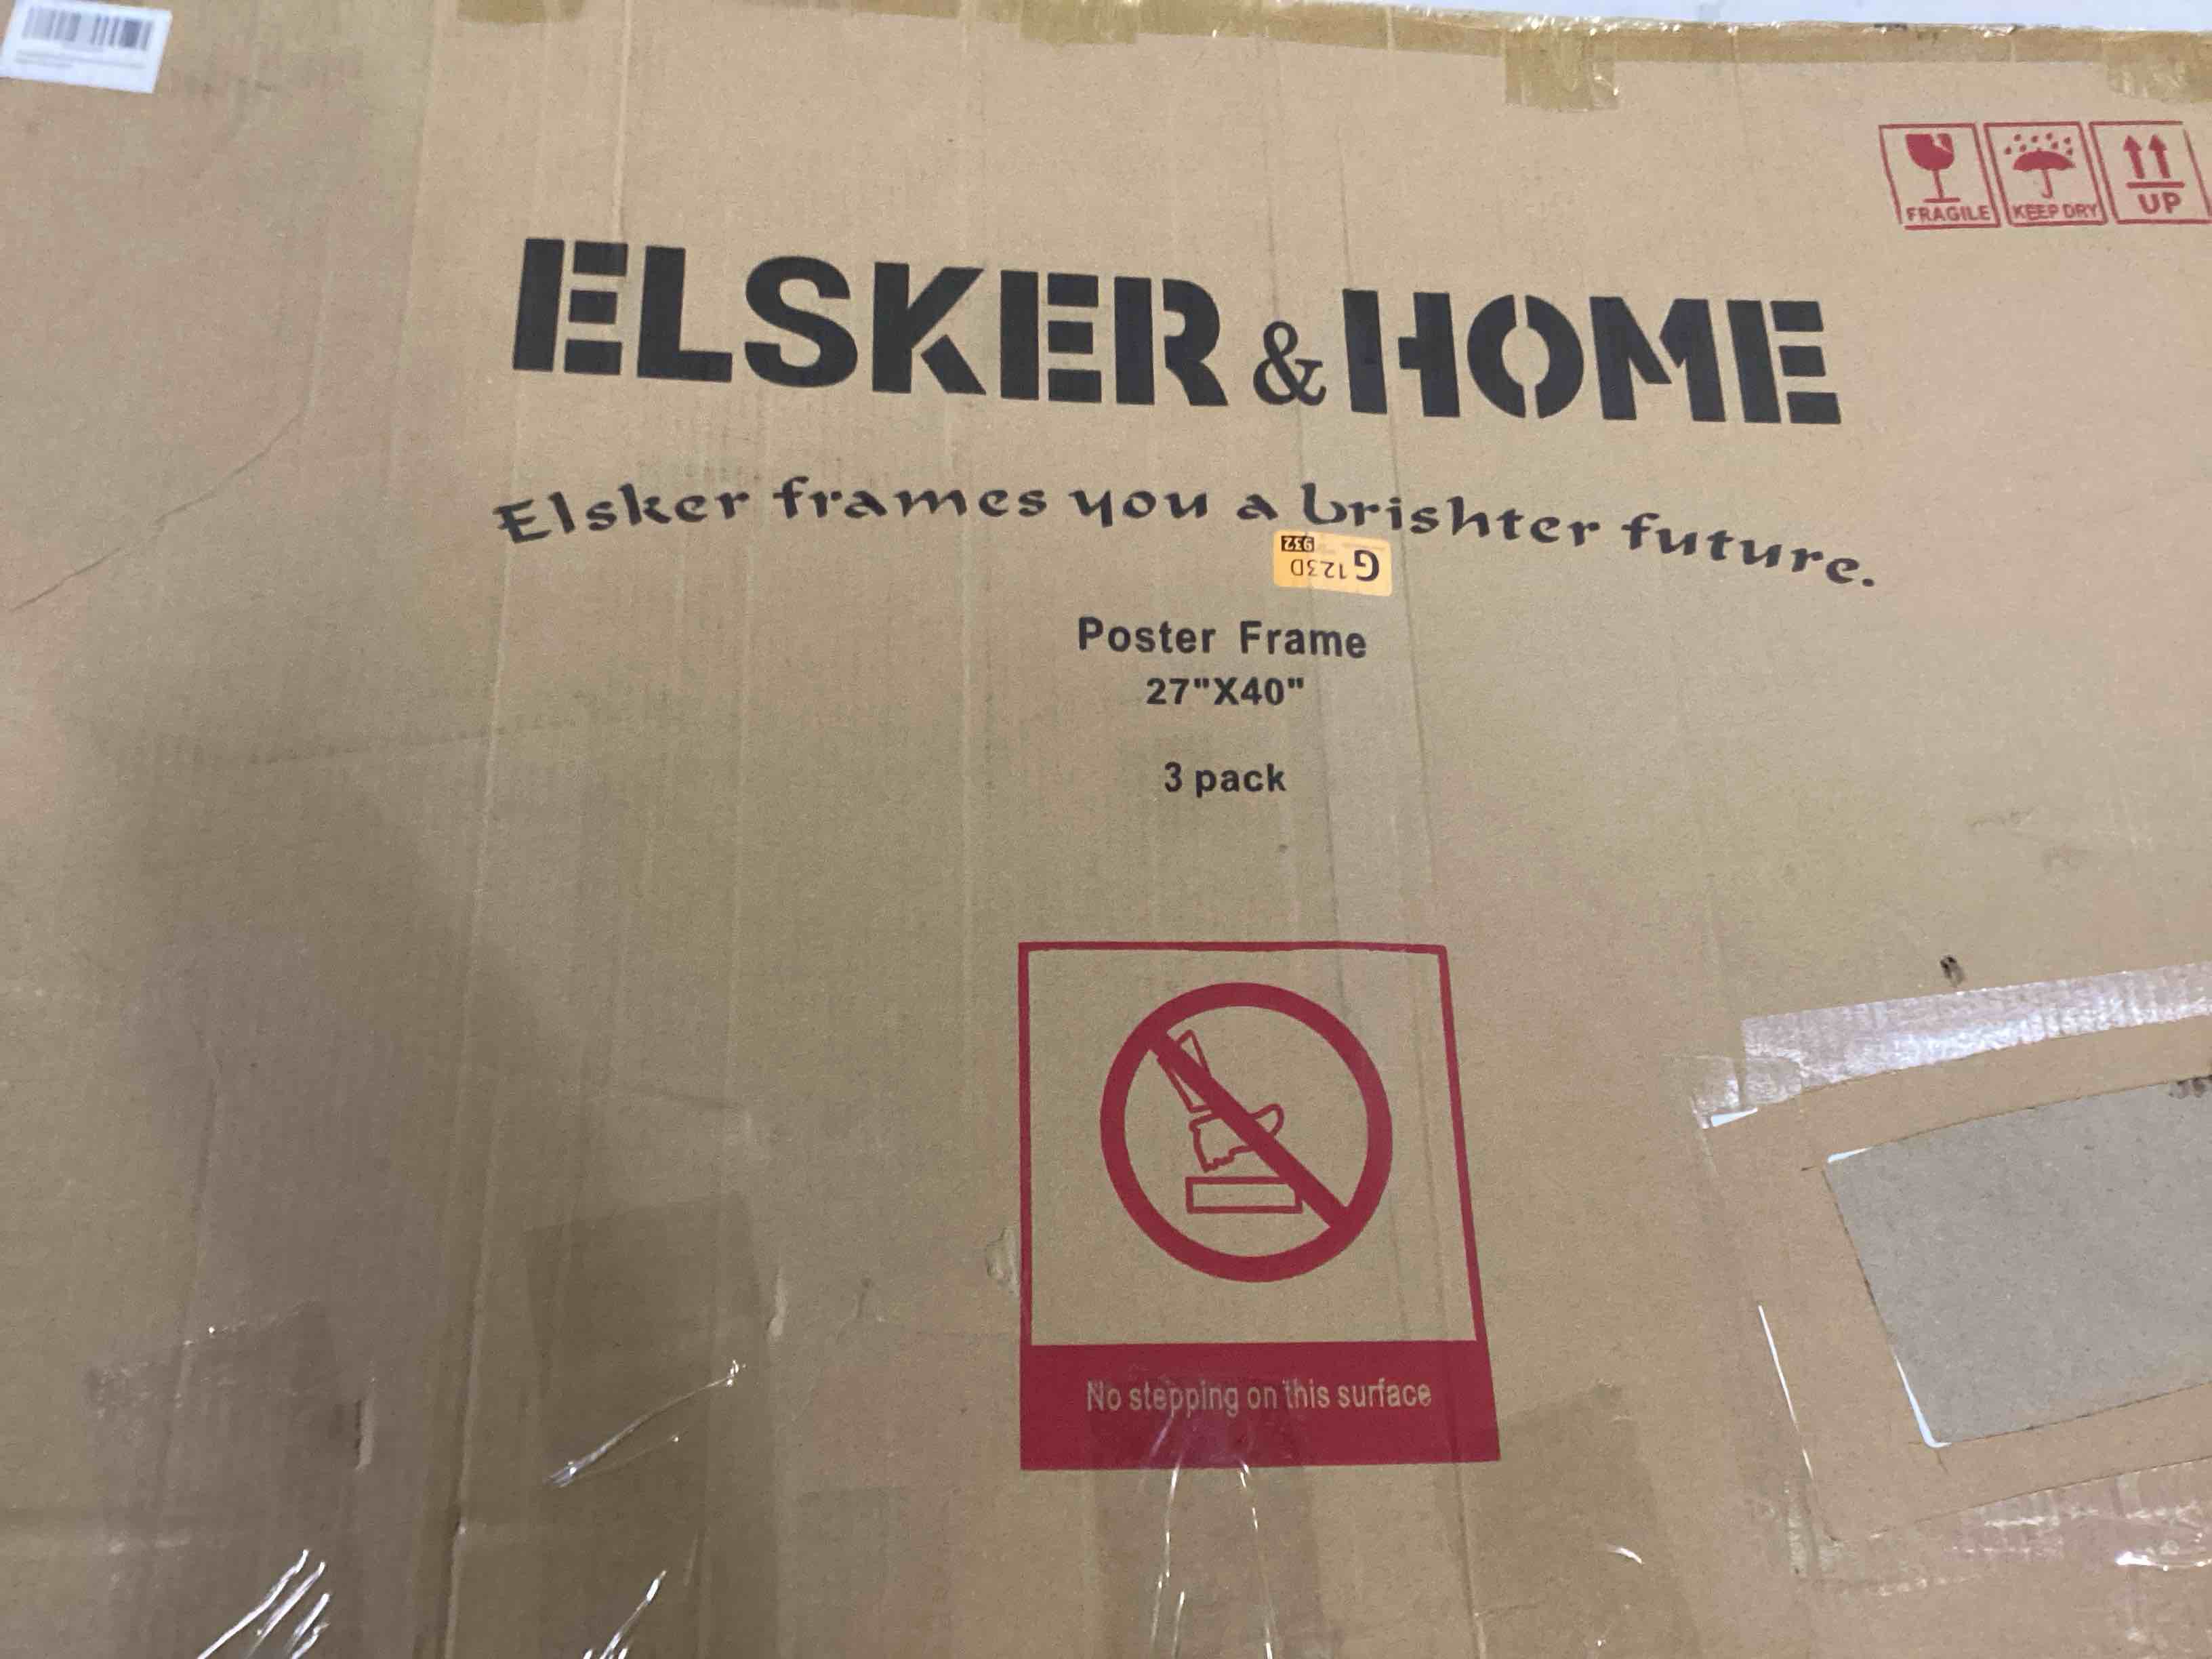 FRAGILE KEEP DRY UP
ELSKER & HOME
Elsker frames you a brishter future.
G 123D
932
Poster Frame
27"X40"
3 pack
No stepping on this surface